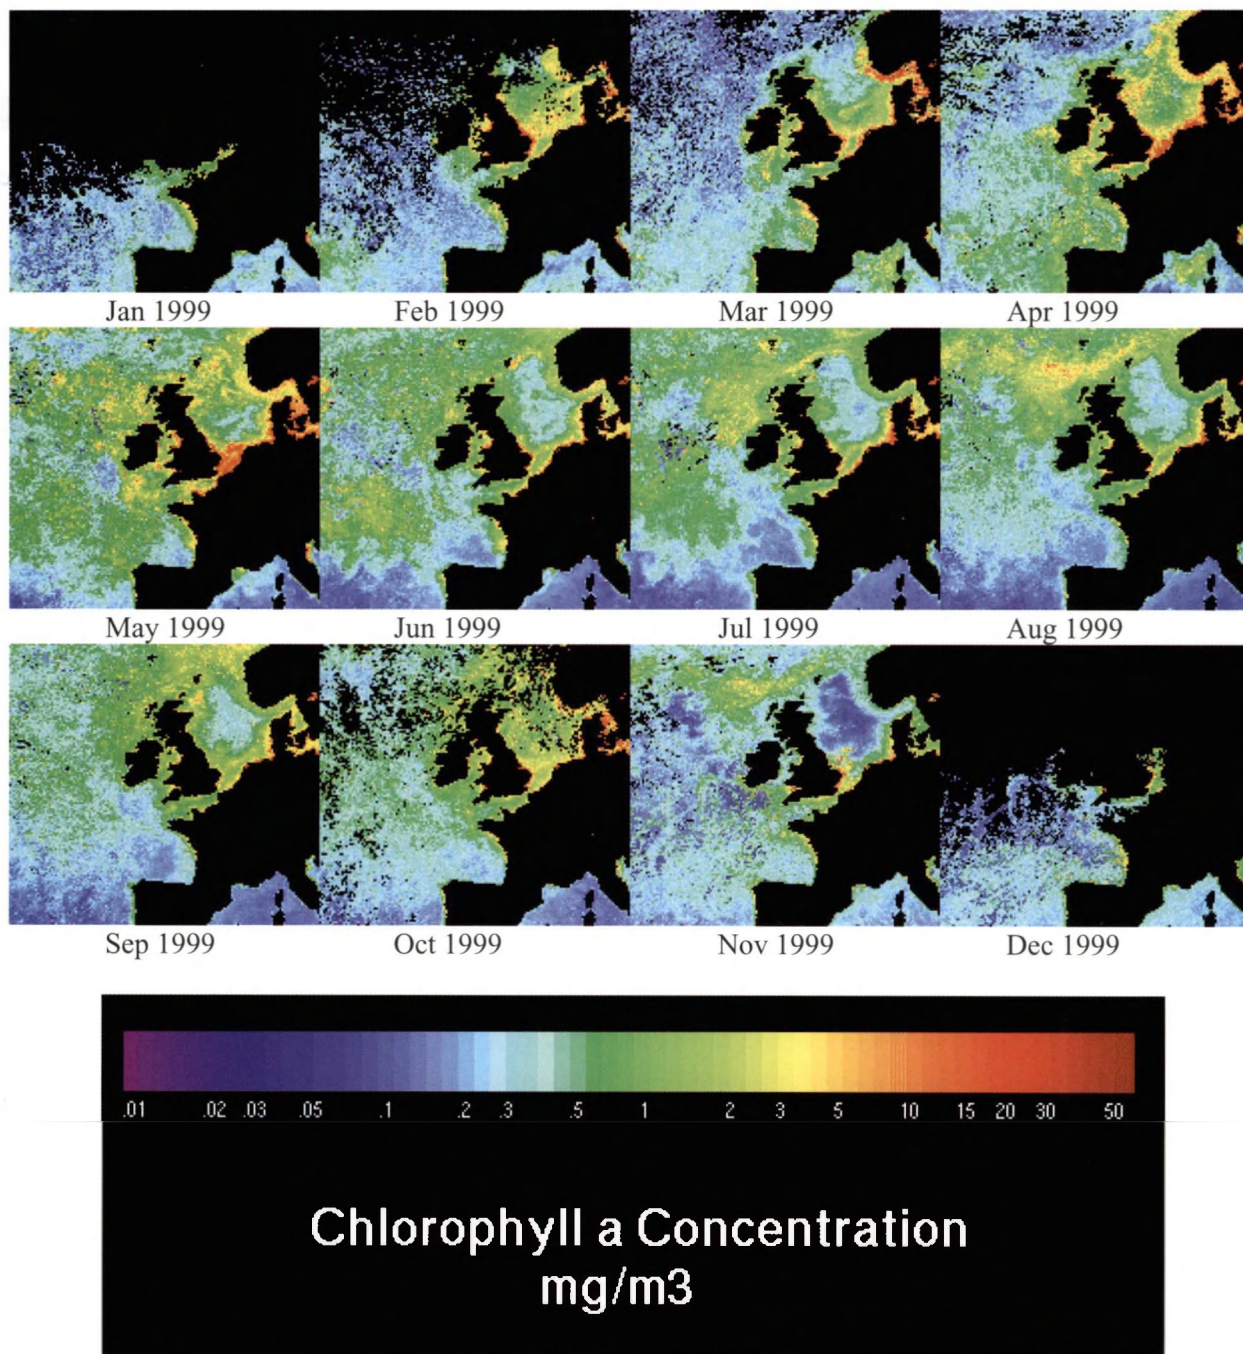 Jan 1999
Feb 1999
Mar 1999
Apr 1999
May 1999
Jun 1999
Jul 1999
Aug 1999
Sep 1999
Oct 1999
Nov 1999
Dec 1999
.01 .02 .03 .05 .1 .2 .3 .5 1 2 3 5 10 15 20 30 50
Chlorophyll a Concentration
mg/m3